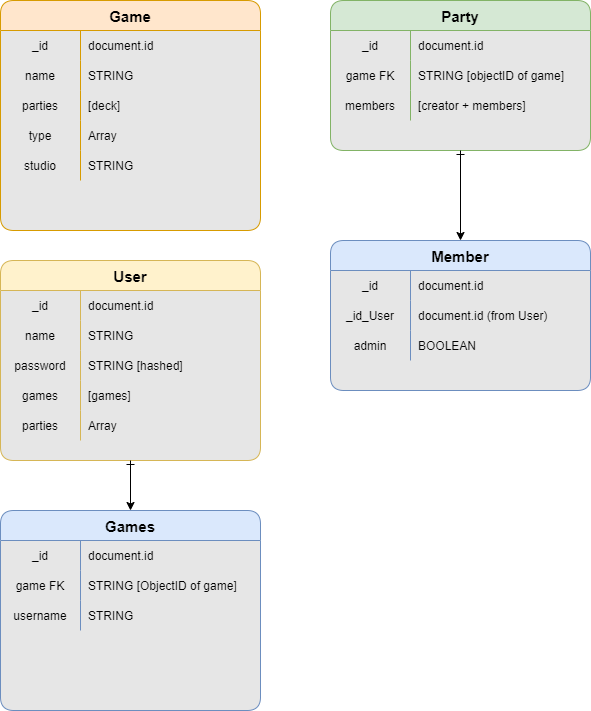 Game
_id document.id
name STRING
parties [deck]
type Array
studio STRING
Party
_id document.id
game FK STRING [objectID of game]
members [creator + members]
User
_id document.id
name STRING
password STRING [hashed]
games [games]
parties Array
Member
_id document.id
_id_User document.id (from User)
admin BOOLEAN
Games
_id document.id
game FK STRING [ObjectID of game]
username STRING